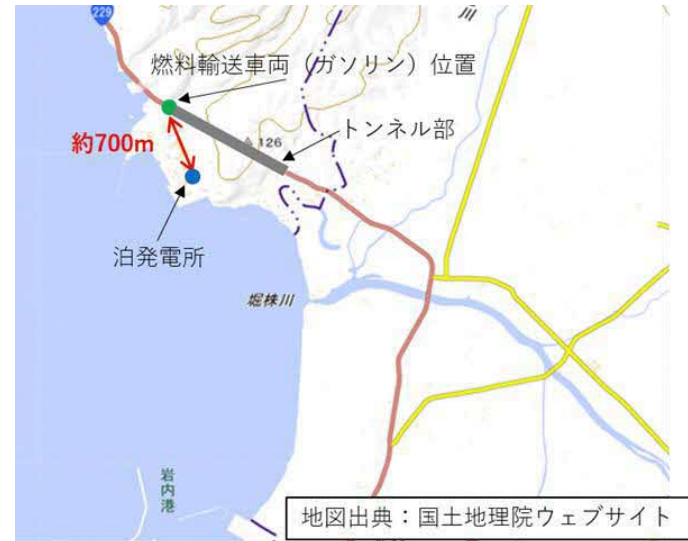 229
川
燃料輸送車両（ガソリン）位置
トンネル部
126
約700m
泊発電所
堀株川
岩内港
地図出典：国土地理院ウェブサイト